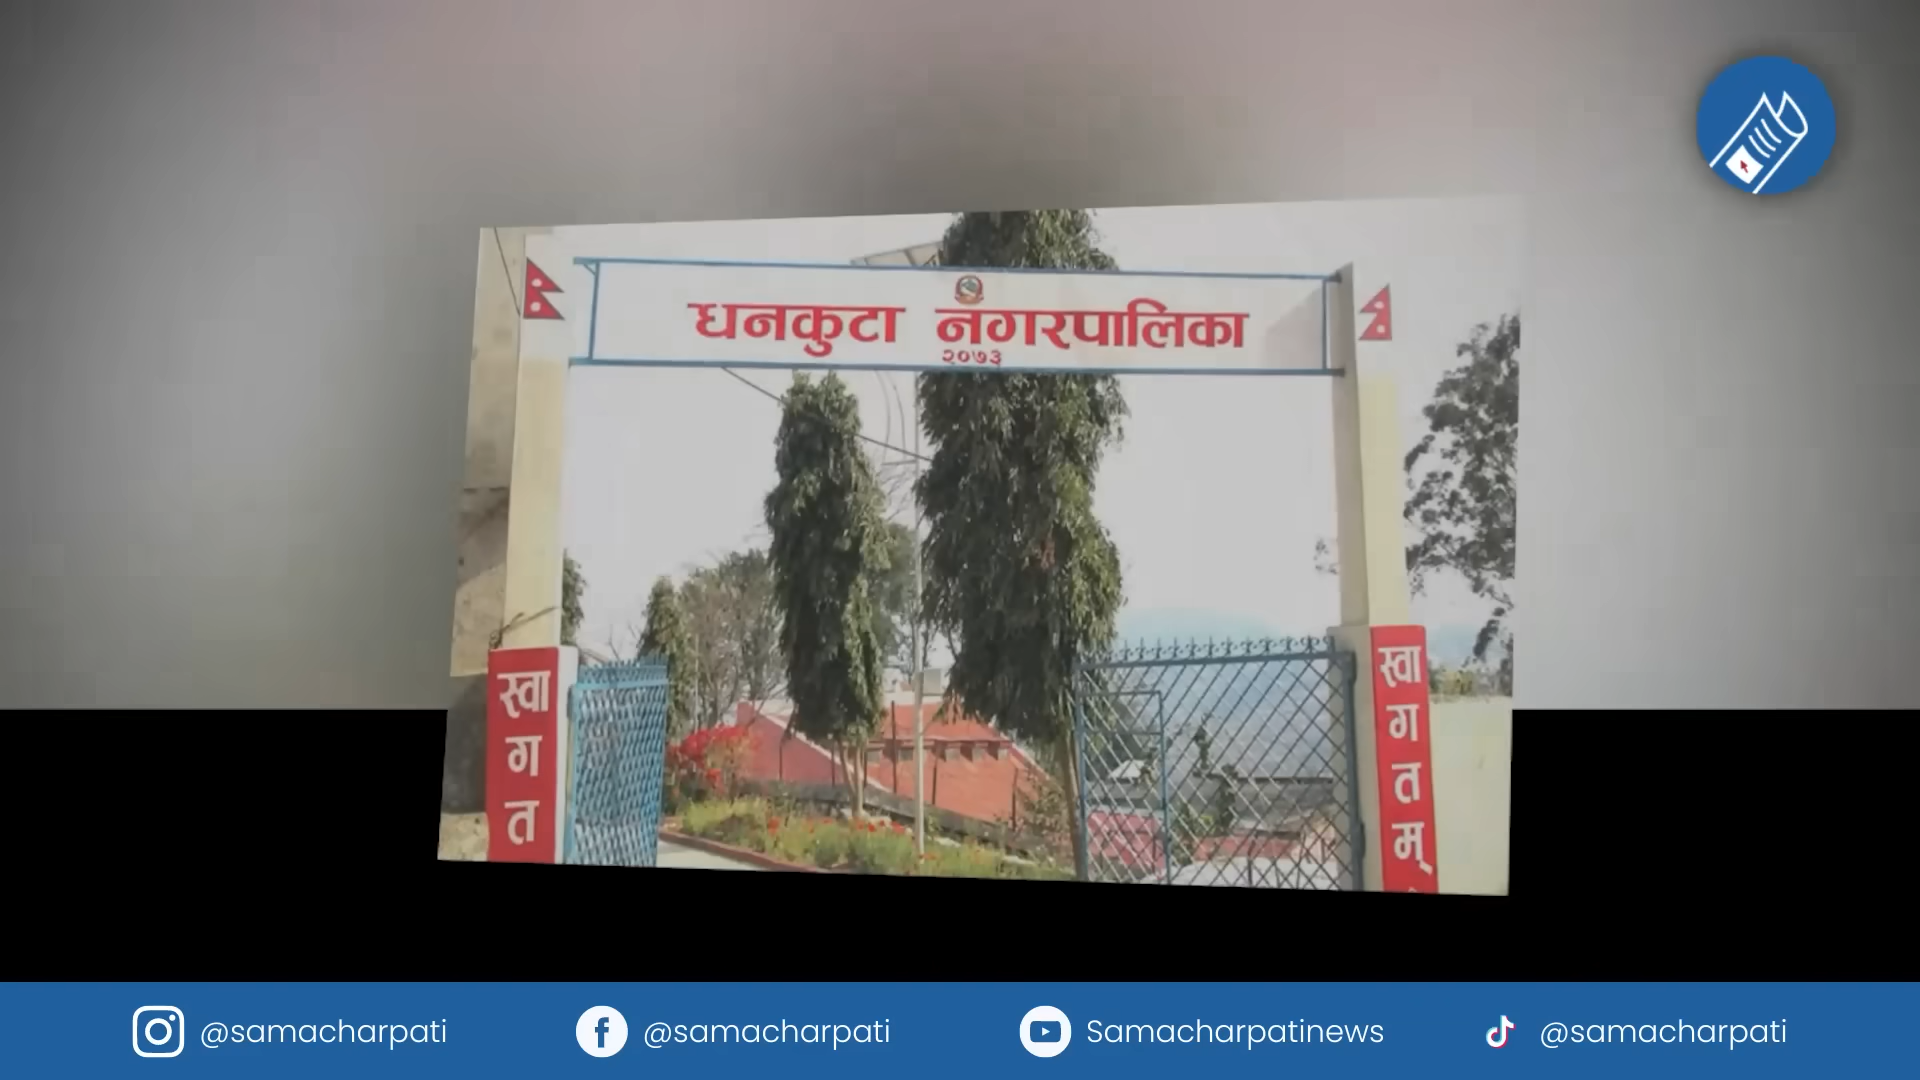 धनकुटा नगरपालिका
२०७३
स्वा
ग
त
स्वा
ग
त
म्
@samacharpati
@samacharpati
Samacharpatinews
@samacharpati